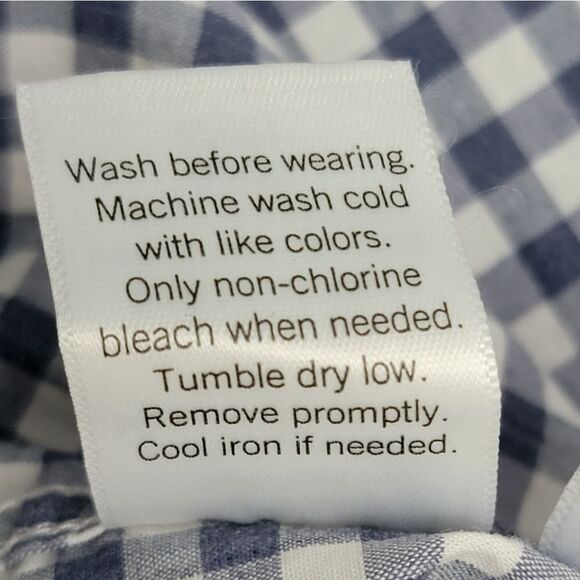 Wash before wearing.
Machine wash cold
with like colors.
Only non-chlorine
bleach when needed.
Tumble dry low.
Remove promptly.
Cool iron if needed.